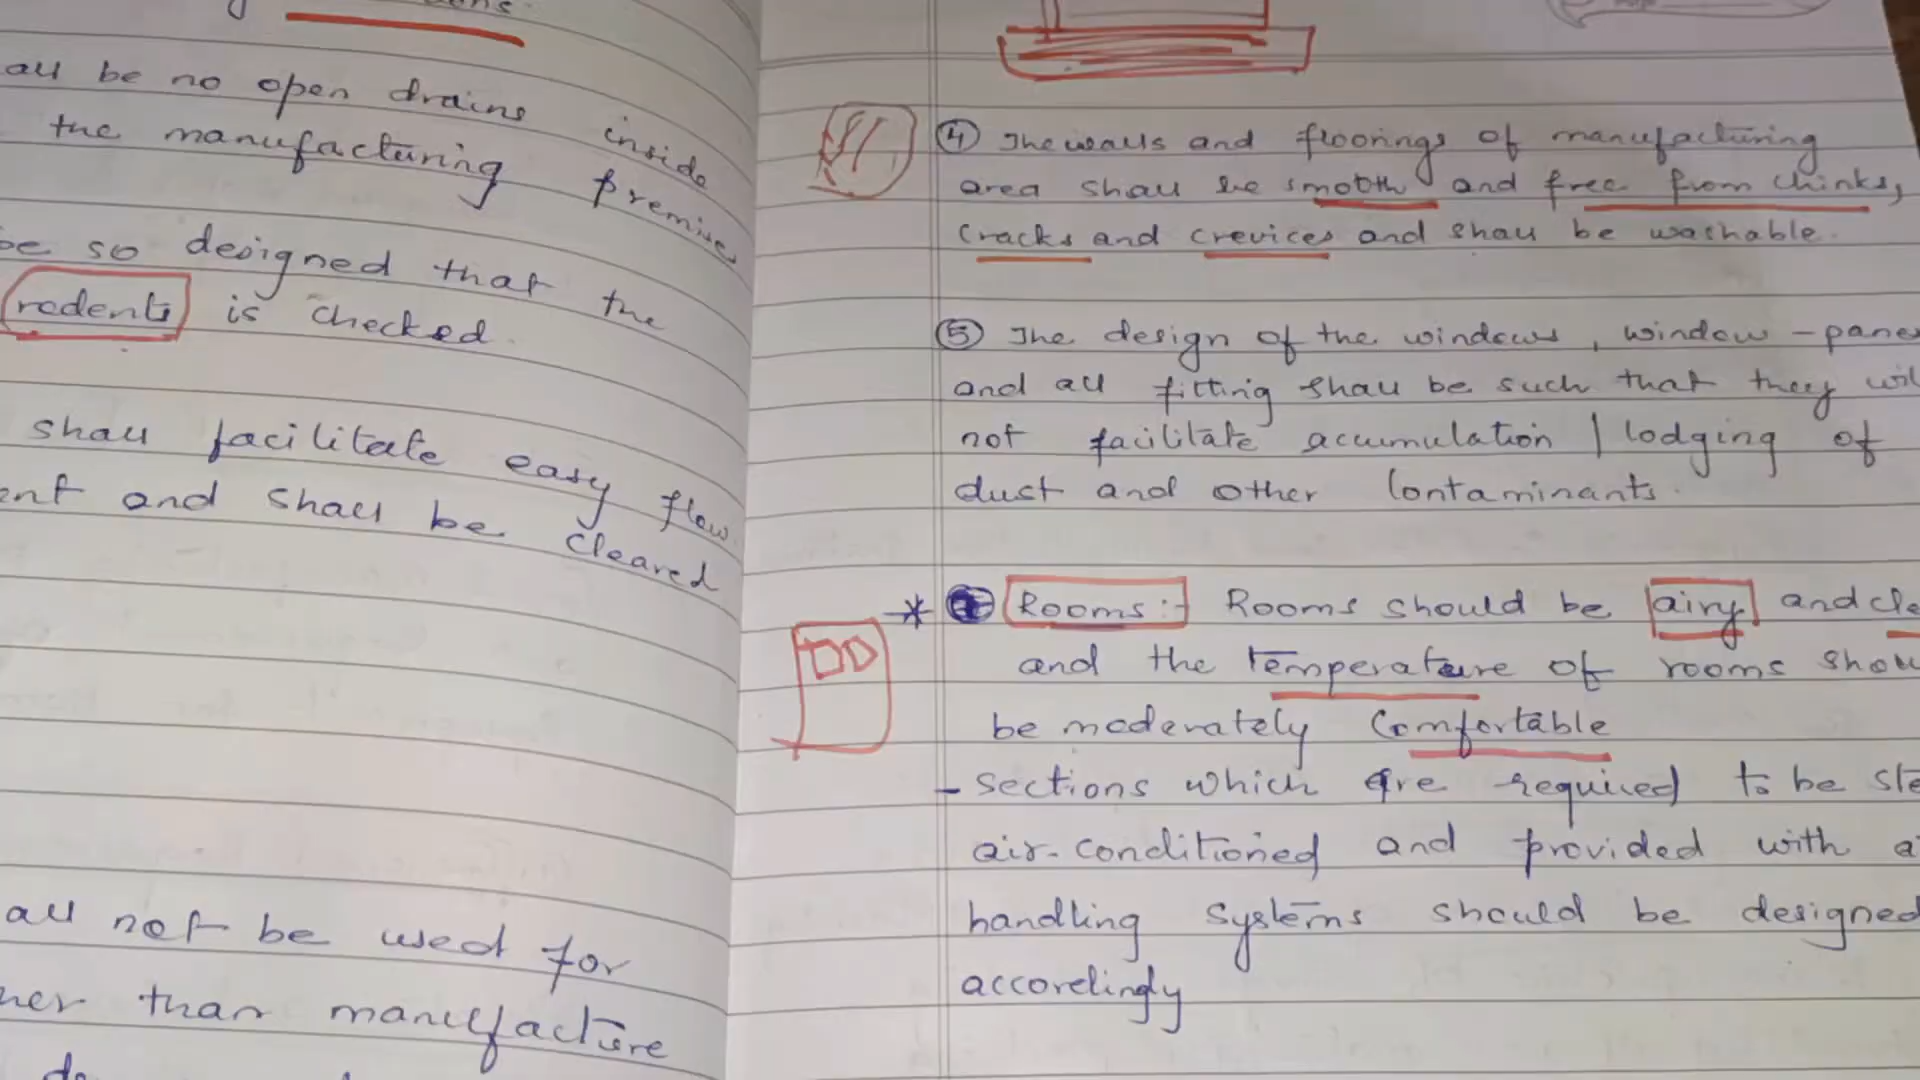 all be no open drains inside
the manufacturing premises
be so designed that the
rodents is checked.
shall facilitate easy flow
ent and shall be cleared
all not be used for
her than manufacture
④ The walls and floorings of manufacturing
area shall be smooth and free from chinks,
cracks and crevices and shall be washable.
⑤ The design of the windows, window-panes
and all fitting shall be such that they wil
not facilitate accumulation / lodging of
dust and other contaminants.
* Rooms:- Rooms should be airy and cle
and the temperature of rooms shou
be moderately comfortable
- sections which are required to be ste
air-conditioned and provided with ai
handling systems should be designed
accordingly